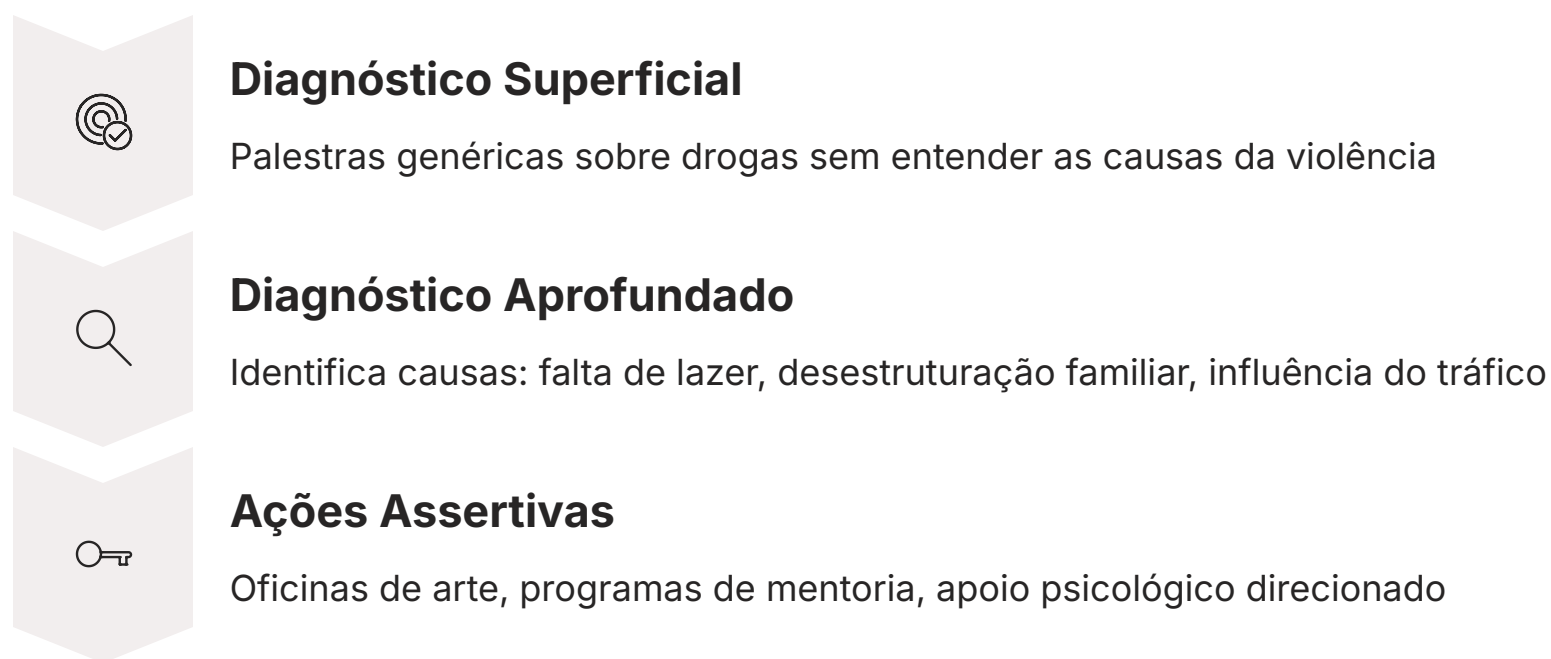 Diagnóstico Superficial
Palestras genéricas sobre drogas sem entender as causas da violência
Diagnóstico Aprofundado
Identifica causas: falta de lazer, desestruturação familiar, influência do tráfico
Ações Assertivas
Oficinas de arte, programas de mentoria, apoio psicológico direcionado